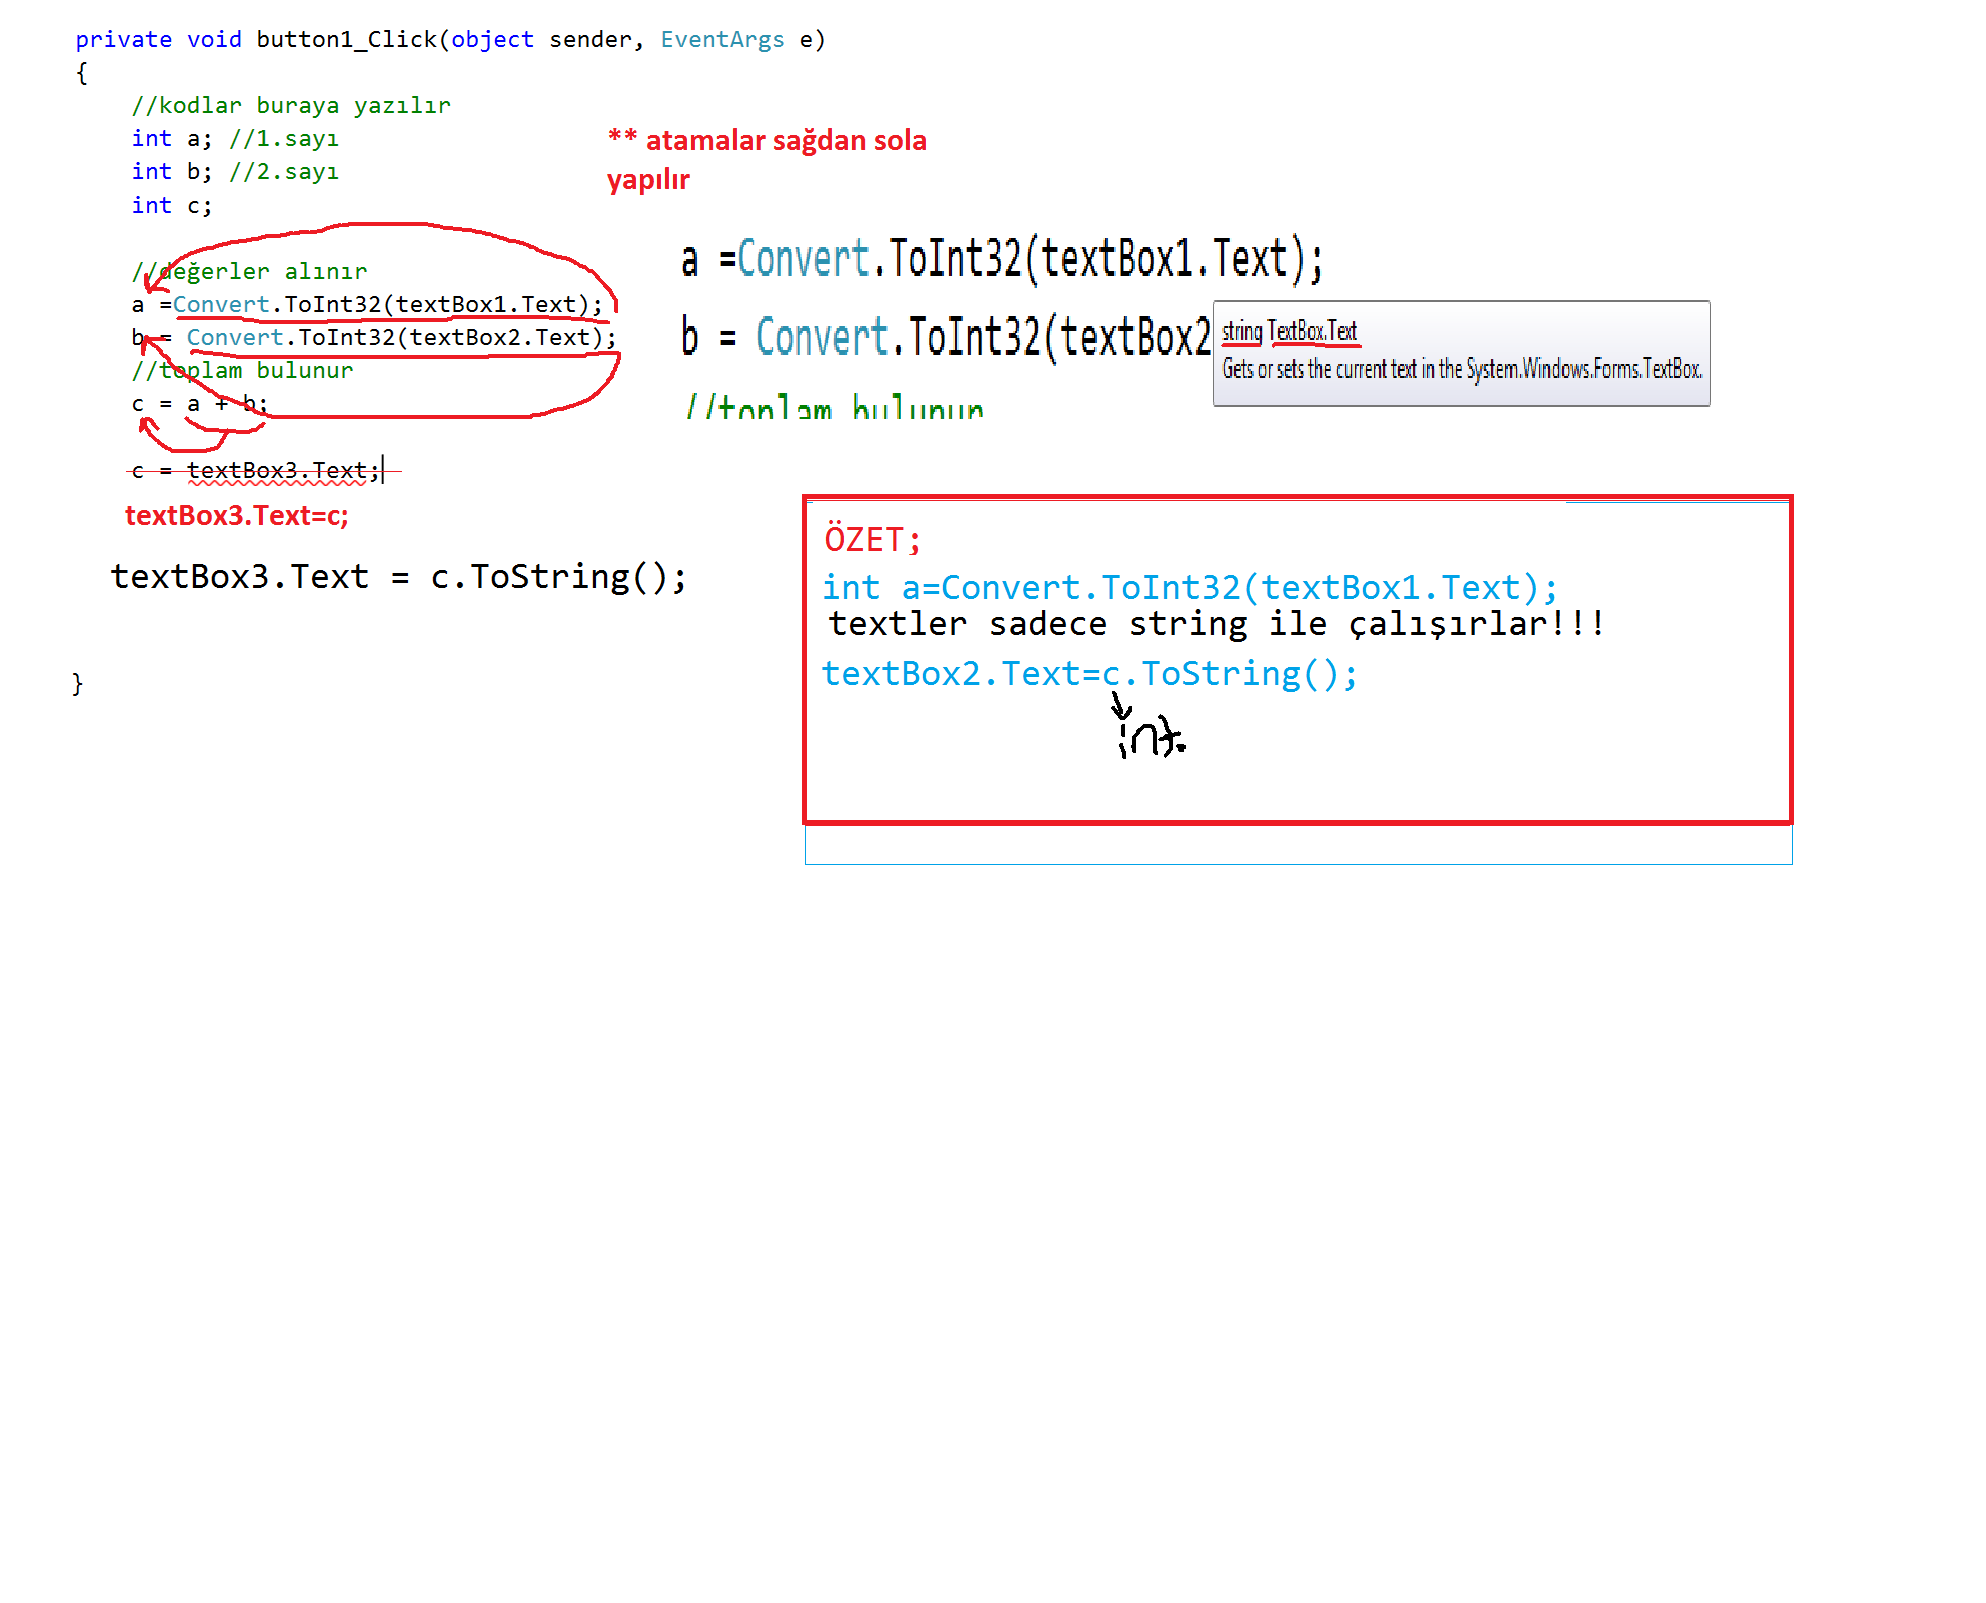 private void button1_Click(object sender, EventArgs e)
{
//kodlar buraya yazılır
int a; //1.sayı
int b; //2.sayı
int c;
//değerler alınır
a =Convert.ToInt32(textBox1.Text);
b = Convert.ToInt32(textBox2.Text);
//toplam bulunur
c = a + b;
c = textBox3.Text;
textBox3.Text=c;
textBox3.Text = c.ToString();
}
** atamalar sağdan sola
yapılır
a =Convert.ToInt32(textBox1.Text);
b = Convert.ToInt32(textBox2
string TextBox.Text
Gets or sets the current text in the System.Windows.Forms.TextBox.
//toplam bulunur
ÖZET;
int a=Convert.ToInt32(textBox1.Text);
textler sadece string ile çalışırlar!!!
textBox2.Text=c.ToString();
int.